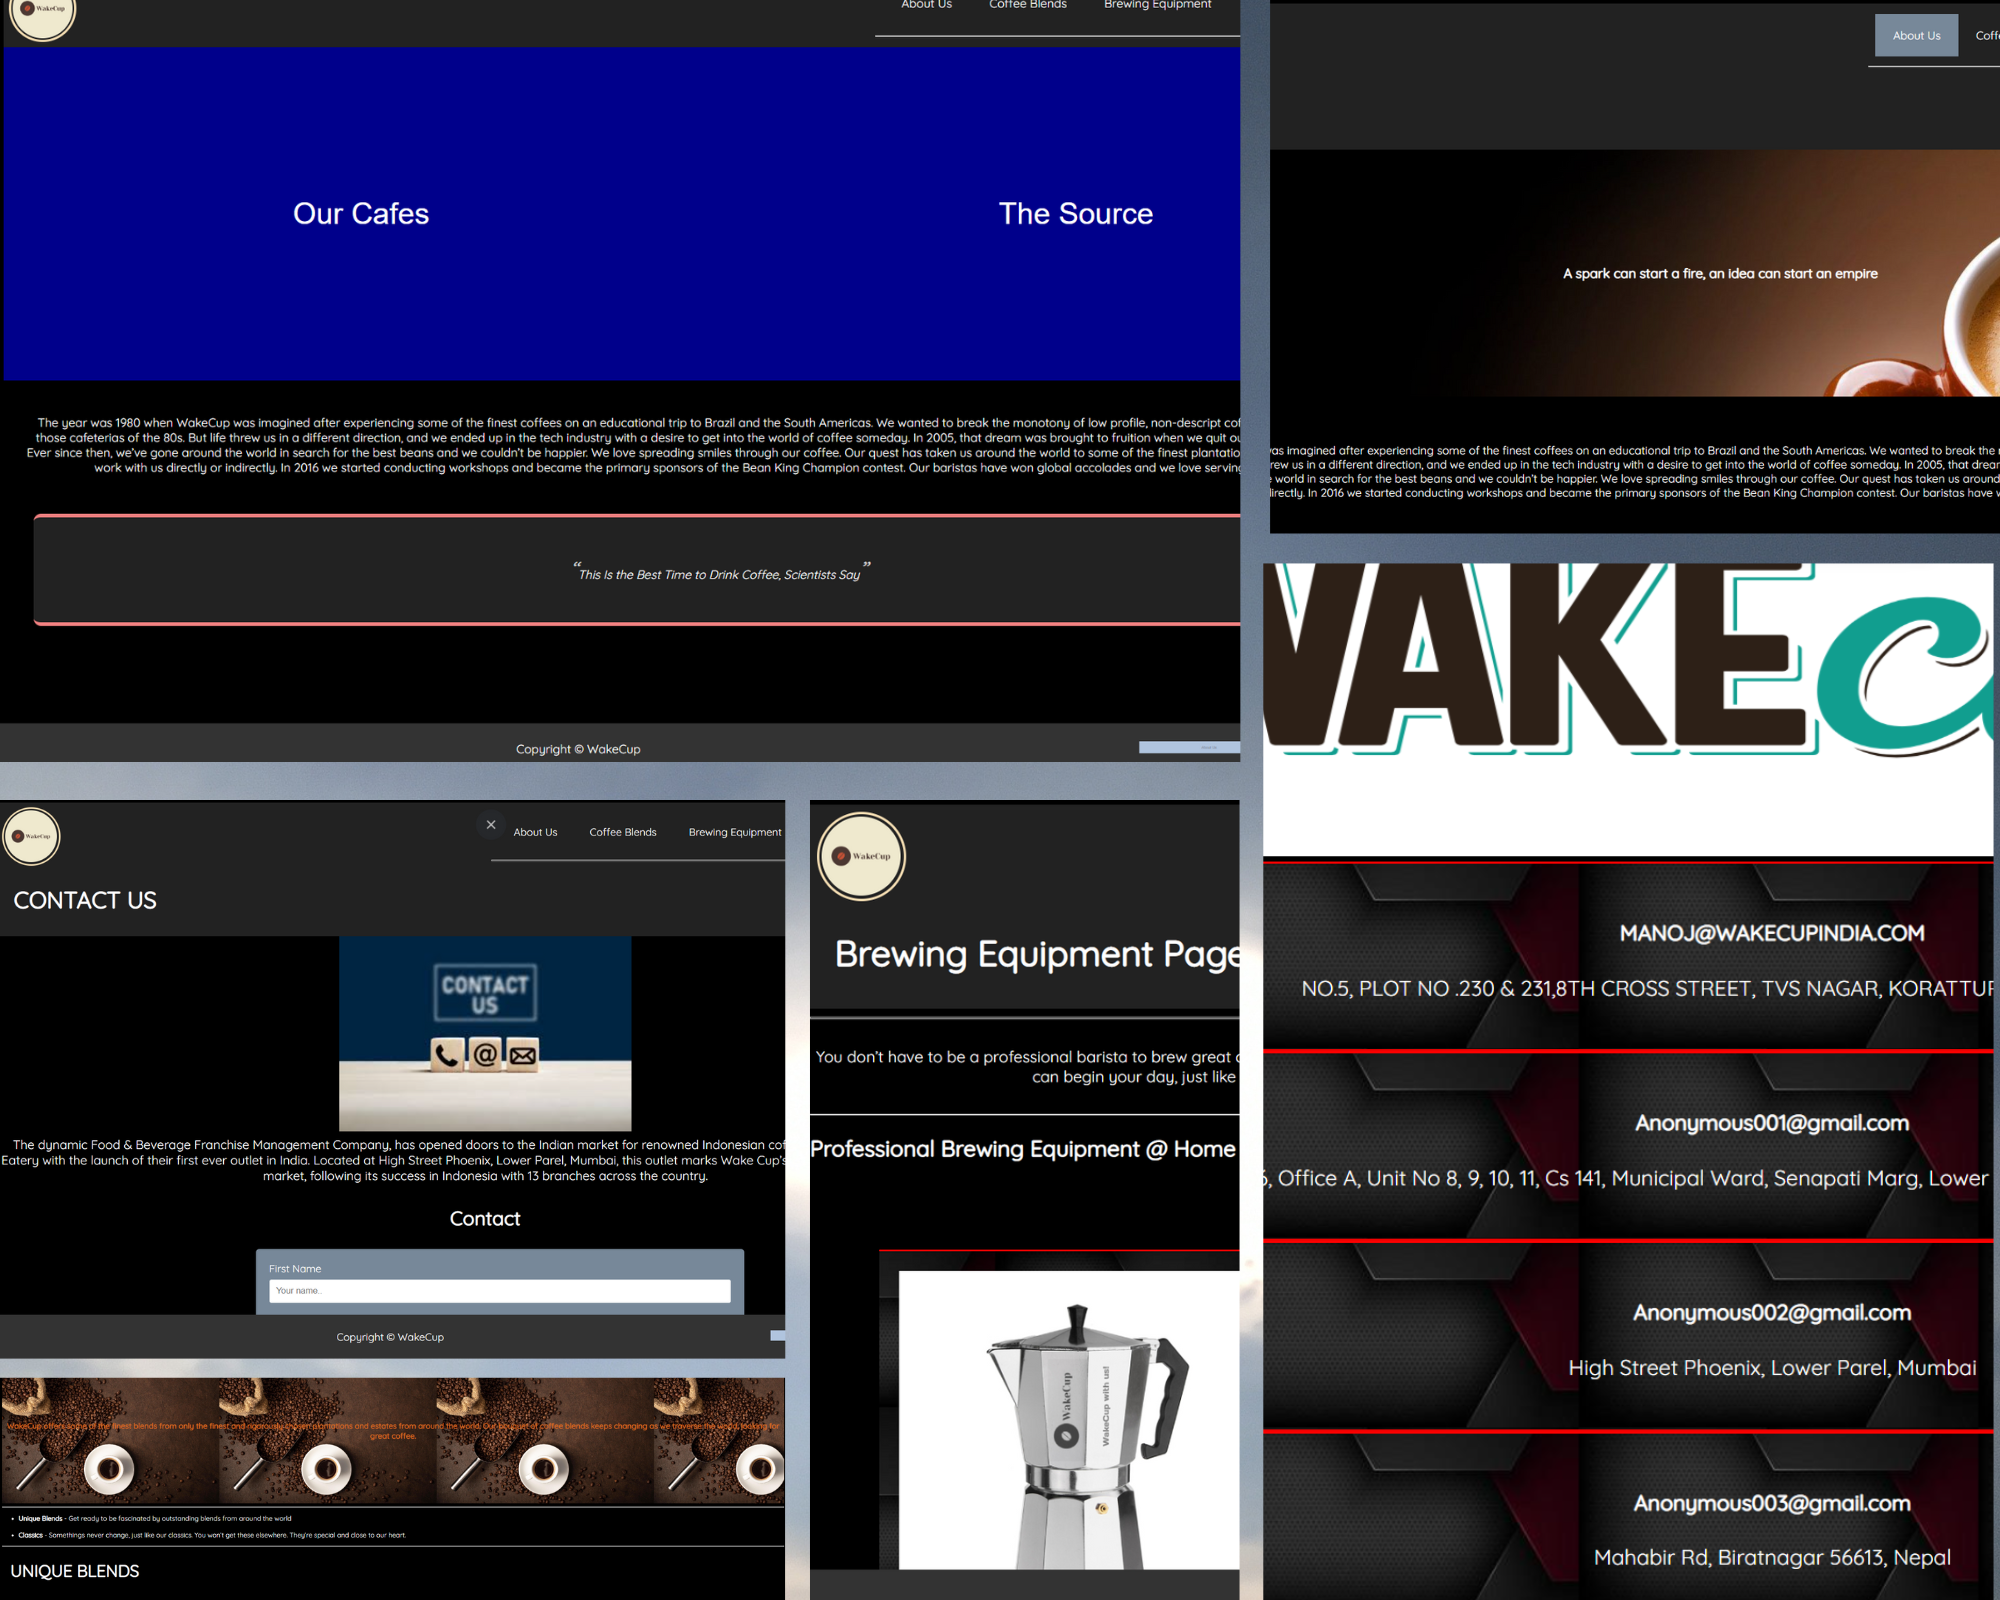 WakeCup
About Us
Coffee Blends
Brewing Equipment
Our Cafes
The Source
The year was 1980 when WakeCup was imagined after experiencing some of the finest coffees on an educational trip to Brazil and the South Americas. We wanted to break the monotony of low profile, non-descript cof
those cafeterias of the 80s. But life threw us in a different direction, and we ended up in the tech industry with a desire to get into the world of coffee someday. In 2005, that dream was brought to fruition when we quit ou
Ever since then, we've gone around the world in search for the best beans and we couldn't be happier. We love spreading smiles through our coffee. Our quest has taken us around the world to some of the finest plantatio
work with us directly or indirectly. In 2016 we started conducting workshops and became the primary sponsors of the Bean King Champion contest. Our baristas have won global accolades and we love serving
“This Is the Best Time to Drink Coffee, Scientists Say”
Copyright © WakeCup
About Us
Coff
A spark can start a fire, an idea can start an empire
was imagined after experiencing some of the finest coffees on an educational trip to Brazil and the South Americas. We wanted to break the
rew us in a different direction, and we ended up in the tech industry with a desire to get into the world of coffee someday. In 2005, that drear
world in search for the best beans and we couldn't be happier. We love spreading smiles through our coffee. Our quest has taken us around
lirectly. In 2016 we started conducting workshops and became the primary sponsors of the Bean King Champion contest. Our baristas have
WAKEc
MANOJ@WAKECUPINDIA.COM
NO.5, PLOT NO .230 & 231,8TH CROSS STREET, TVS NAGAR, KORATTUR
Anonymous001@gmail.com
, Office A, Unit No 8, 9, 10, 11, Cs 141, Municipal Ward, Senapati Marg, Lower
Anonymous002@gmail.com
High Street Phoenix, Lower Parel, Mumbai
Anonymous003@gmail.com
Mahabir Rd, Biratnagar 56613, Nepal
WakeCup
×
About Us
Coffee Blends
Brewing Equipment
CONTACT US
CONTACT
US
@
The dynamic Food & Beverage Franchise Management Company, has opened doors to the Indian market for renowned Indonesian cof
Eatery with the launch of their first ever outlet in India. Located at High Street Phoenix, Lower Parel, Mumbai, this outlet marks Wake Cup's
market, following its success in Indonesia with 13 branches across the country.
Contact
First Name
Your name..
Copyright © WakeCup
WakeCup offers some of the finest blends from only the finest and rigorously chosen plantations and estates from around the world. Our bouquet of coffee blends keeps changing as we traverse the world, looking for
great coffee.
• Unique Blends - Get ready to be fascinated by outstanding blends from around the world
• Classics - Somethings never change, just like our classics. You won't get these elsewhere. They're special and close to our heart.
UNIQUE BLENDS
WakeCup
Brewing Equipment Page
You don't have to be a professional barista to brew great
can begin your day, just like
Professional Brewing Equipment @ Home
WakeCup
WakeCup with us!